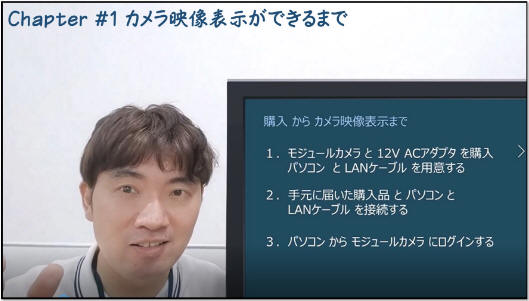 Chapter #1 カメラ映像表示ができるまで
購入 から カメラ映像表示まで
1. モジュールカメラ と 12V ACアダプタ を購入
パソコン と LANケーブル を用意する
2. 手元に届いた購入品 と パソコン と
LANケーブル を接続する
3. パソコン から モジュールカメラ にログインする